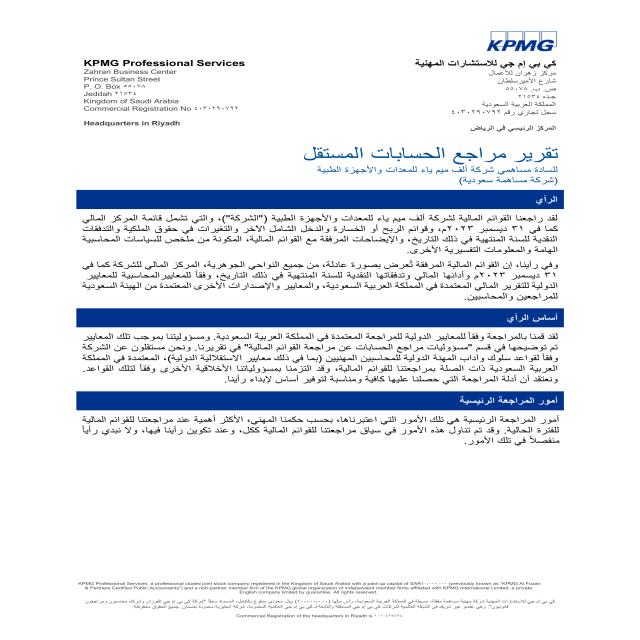 KPMG
KPMG Professional Services
Zahran Business Center
Prince Sultan Street
P. O. Box ٥٥٠٧٨
Jeddah ٢١٥٣٤
Kingdom of Saudi Arabia
Commercial Registration No ٤٠٣٠٢٩٠٧٩٢
Headquarters in Riyadh
كي بي إم جي للاستشارات المهنية
مركز زهران للأعمال
شارع الأمير سلطان
ص. ب. ٥٥٠٧٨
جده ٢١٥٣٤
المملكة العربية السعودية
سجل تجاري رقم ٤٠٣٠٢٩٠٧٩٢
المركز الرئيسي في الرياض
تقرير مراجع الحسابات المستقل
للسادة مساهمي شركة ألف ميم ياء للمعدات والأجهزة الطبية
(شركة مساهمة سعودية)
الرأي
لقد راجعنا القوائم المالية لشركة ألف ميم ياء للمعدات والأجهزة الطبية ("الشركة")، والتي تشمل قائمة المركز المالي
كما في ٣١ ديسمبر ٢٠٢٣م، وقوائم الربح أو الخسارة والدخل الشامل الآخر والتغيرات في حقوق الملكية والتدفقات
النقدية للسنة المنتهية في ذلك التاريخ، والإيضاحات المرفقة مع القوائم المالية، المكونة من ملخص للسياسات المحاسبية
الهامة والمعلومات التفسيرية الأخرى.
وفي رأينا، إن القوائم المالية المرفقة تُعرض بصورة عادلة، من جميع النواحي الجوهرية، المركز المالي للشركة كما في
٣١ ديسمبر ٢٠٢٣م وأدائها المالي وتدفقاتها النقدية للسنة المنتهية في ذلك التاريخ، وفقاً للمعايير المحاسبية للمعايير
الدولية للتقرير المالي المعتمدة في المملكة العربية السعودية، والمعايير والإصدارات الأخرى المعتمدة من الهيئة السعودية
للمراجعين والمحاسبين.
أساس الرأي
لقد قمنا بالمراجعة وفقاً للمعايير الدولية للمراجعة المعتمدة في المملكة العربية السعودية. ومسؤوليتنا بموجب تلك المعايير
تم توضيحها في قسم "مسؤوليات مراجع الحسابات عن مراجعة القوائم المالية" في تقريرنا. ونحن مستقلون عن الشركة
وفقاً لقواعد سلوك وآداب المهنة الدولية للمحاسبين المهنيين (بما في ذلك معايير الاستقلالية الدولية)، المعتمدة في المملكة
العربية السعودية ذات الصلة بمراجعتنا للقوائم المالية، وقد التزمنا بمسؤولياتنا الأخلاقية الأخرى وفقاً لتلك القواعد.
ونعتقد أن أدلة المراجعة التي حصلنا عليها كافية ومناسبة لتوفير أساس لإبداء رأينا.
أمور المراجعة الرئيسية
أمور المراجعة الرئيسية هي تلك الأمور التي اعتبرناها، بحسب حكمنا المهني، الأكثر أهمية عند مراجعتنا للقوائم المالية
للفترة الحالية. وقد تم تناول هذه الأمور في سياق مراجعتنا للقوائم المالية ككل، وعند تكوين رأينا فيها، ولا نبدي رأياً
منفصلاً في تلك الأمور.
KPMG Professional Services, a professional closed joint stock company registered in the Kingdom of Saudi Arabia with a paid-up capital of SAR (previously known as "KPMG Al Fozan
& Partners Certified Public Accountants") and a non-partner member firm of the KPMG global organization of independent member firms affiliated with KPMG International Limited, a private
English company limited by guarantee. All rights reserved.
Commercial Registration of the headquarters in Riyadh is